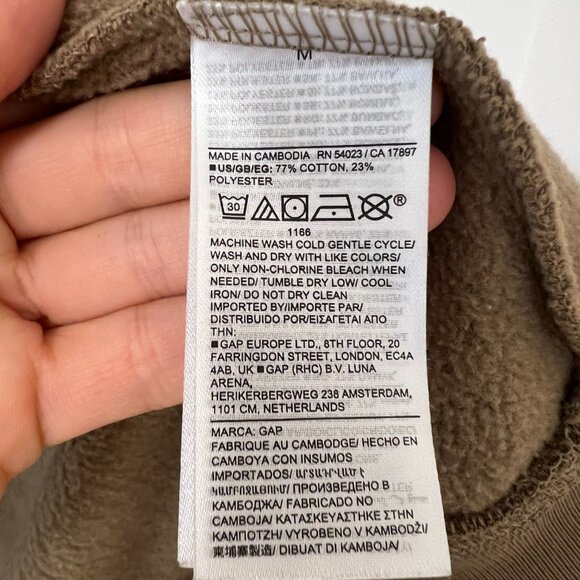 M
MADE IN CAMBODIA RN 54023 / CA 17897
■US/GB/EG: 77% COTTON, 23%
POLYESTER
30 ®
1166
MACHINE WASH COLD GENTLE CYCLE/
WASH AND DRY WITH LIKE COLORS/
ONLY NON-CHLORINE BLEACH WHEN
NEEDED/ TUMBLE DRY LOW/ COOL
IRON/ DO NOT DRY CLEAN
IMPORTED BY/IMPORTE PAR/
DISTRIBUIDO POR/ΕΙΣΑΓΕΤΑΙ ΑΠΟ
ΤΗΝ:
■GAP EUROPE LTD., 8TH FLOOR, 20
FARRINGDON STREET, LONDON, EC4A
4AB, UK ■GAP (RHC) B.V. LUNA
ARENA,
HERIKERBERGWEG 238 AMSTERDAM,
1101 CM, NETHERLANDS
MARCA: GAP
FABRIQUE AU CAMBODGE/ HECHO EN
CAMBOYA CON INSUMOS
IMPORTADOS/ ԱՐՏԱԴՐՎԱԾ Է
ԿԱՄԲՈՋԱՅՈՒՄ/ ПРОИЗВЕДЕНО В
КАМБОДЖА/ FABRICADO NO
CAMBOJA/ ΚΑΤΑΣΚΕΥΑΣΤΗΚΕ ΣΤΗΝ
ΚΑΜΠΟΤΖΗ/ VYROBENO V KAMBODŽI/
柬埔寨製造/ DIBUAT DI KAMBOJA/